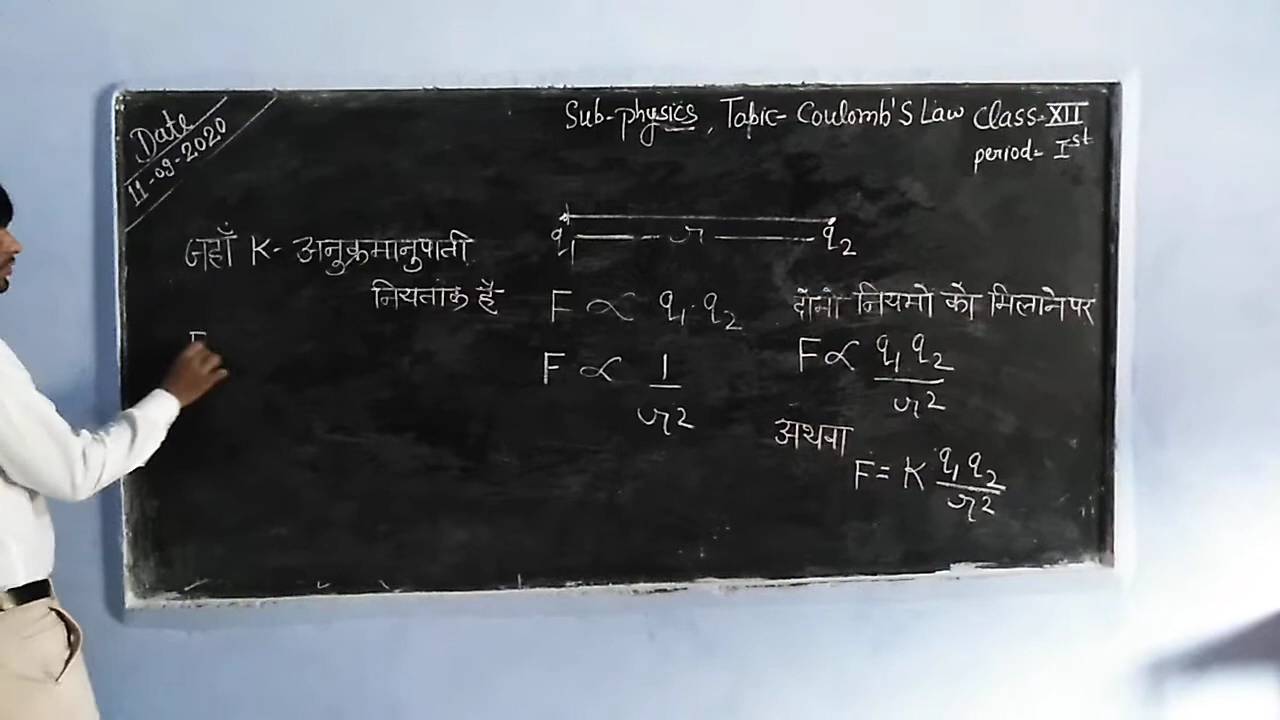 Date
11-09-2020
Sub-physics, Topic- Coulomb'S Law Class-XII
period- Ist
q1 r q2
जहाँ K- अनुक्रमानुपाती
नियतांक है
F ∝ q1 q2
F ∝ 1/r2
दोनो नियमो को मिलाने पर
F ∝ q1 q2/r2
अथवा
F = K q1 q2/r2
F